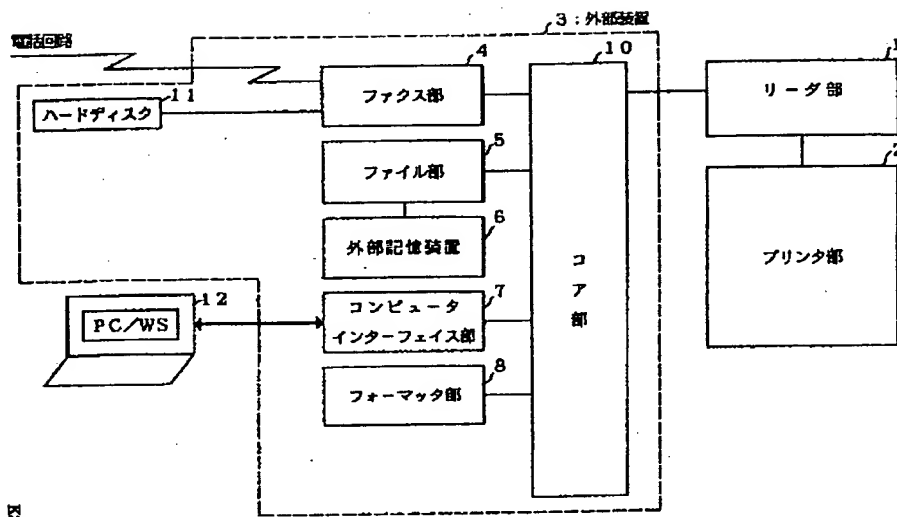 3:外部装置
電話回路
4
10
1
ファクス部
リーダ部
11
ハードディスク
5
2
ファイル部
6
外部記憶装置
コア部
プリンタ部
12
PC/WS
7
コンピュータ
インターフェイス部
8
フォーマッタ部